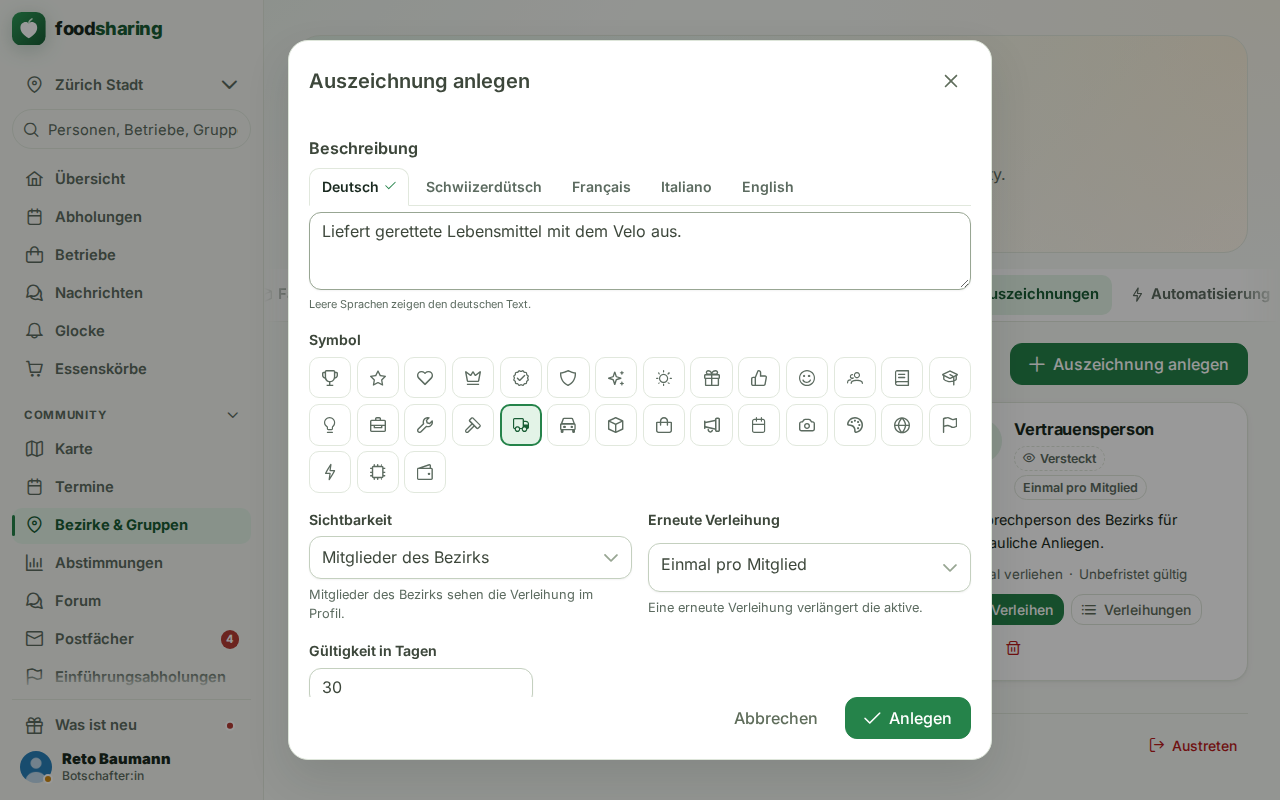 foodsharing
Zürich Stadt
Personen, Betriebe, Grupp
Übersicht
Abholungen
Betriebe
Nachrichten
Glocke
Essenskörbe
COMMUNITY
Karte
Termine
Bezirke & Gruppen
Abstimmungen
Forum
Postfächer
4
Einführungsabholungen
Was ist neu
Reto Baumann
Botschafter:in
Auszeichnung anlegen
Beschreibung
Deutsch
Schwiizerdütsch
Français
Italiano
English
Liefert gerettete Lebensmittel mit dem Velo aus.
Leere Sprachen zeigen den deutschen Text.
Symbol
Sichtbarkeit
Erneute Verleihung
Mitglieder des Bezirks
Einmal pro Mitglied
Mitglieder des Bezirks sehen die Verleihung im
Profil.
Eine erneute Verleihung verlängert die aktive.
Gültigkeit in Tagen
30
Abbrechen
Anlegen
uszeichnungen
Automatisierung
Auszeichnung anlegen
Vertrauensperson
Versteckt
Einmal pro Mitglied
rechperson des Bezirks für
auliche Anliegen.
al verliehen · Unbefristet gültig
Verleihen
Verleihungen
Austreten